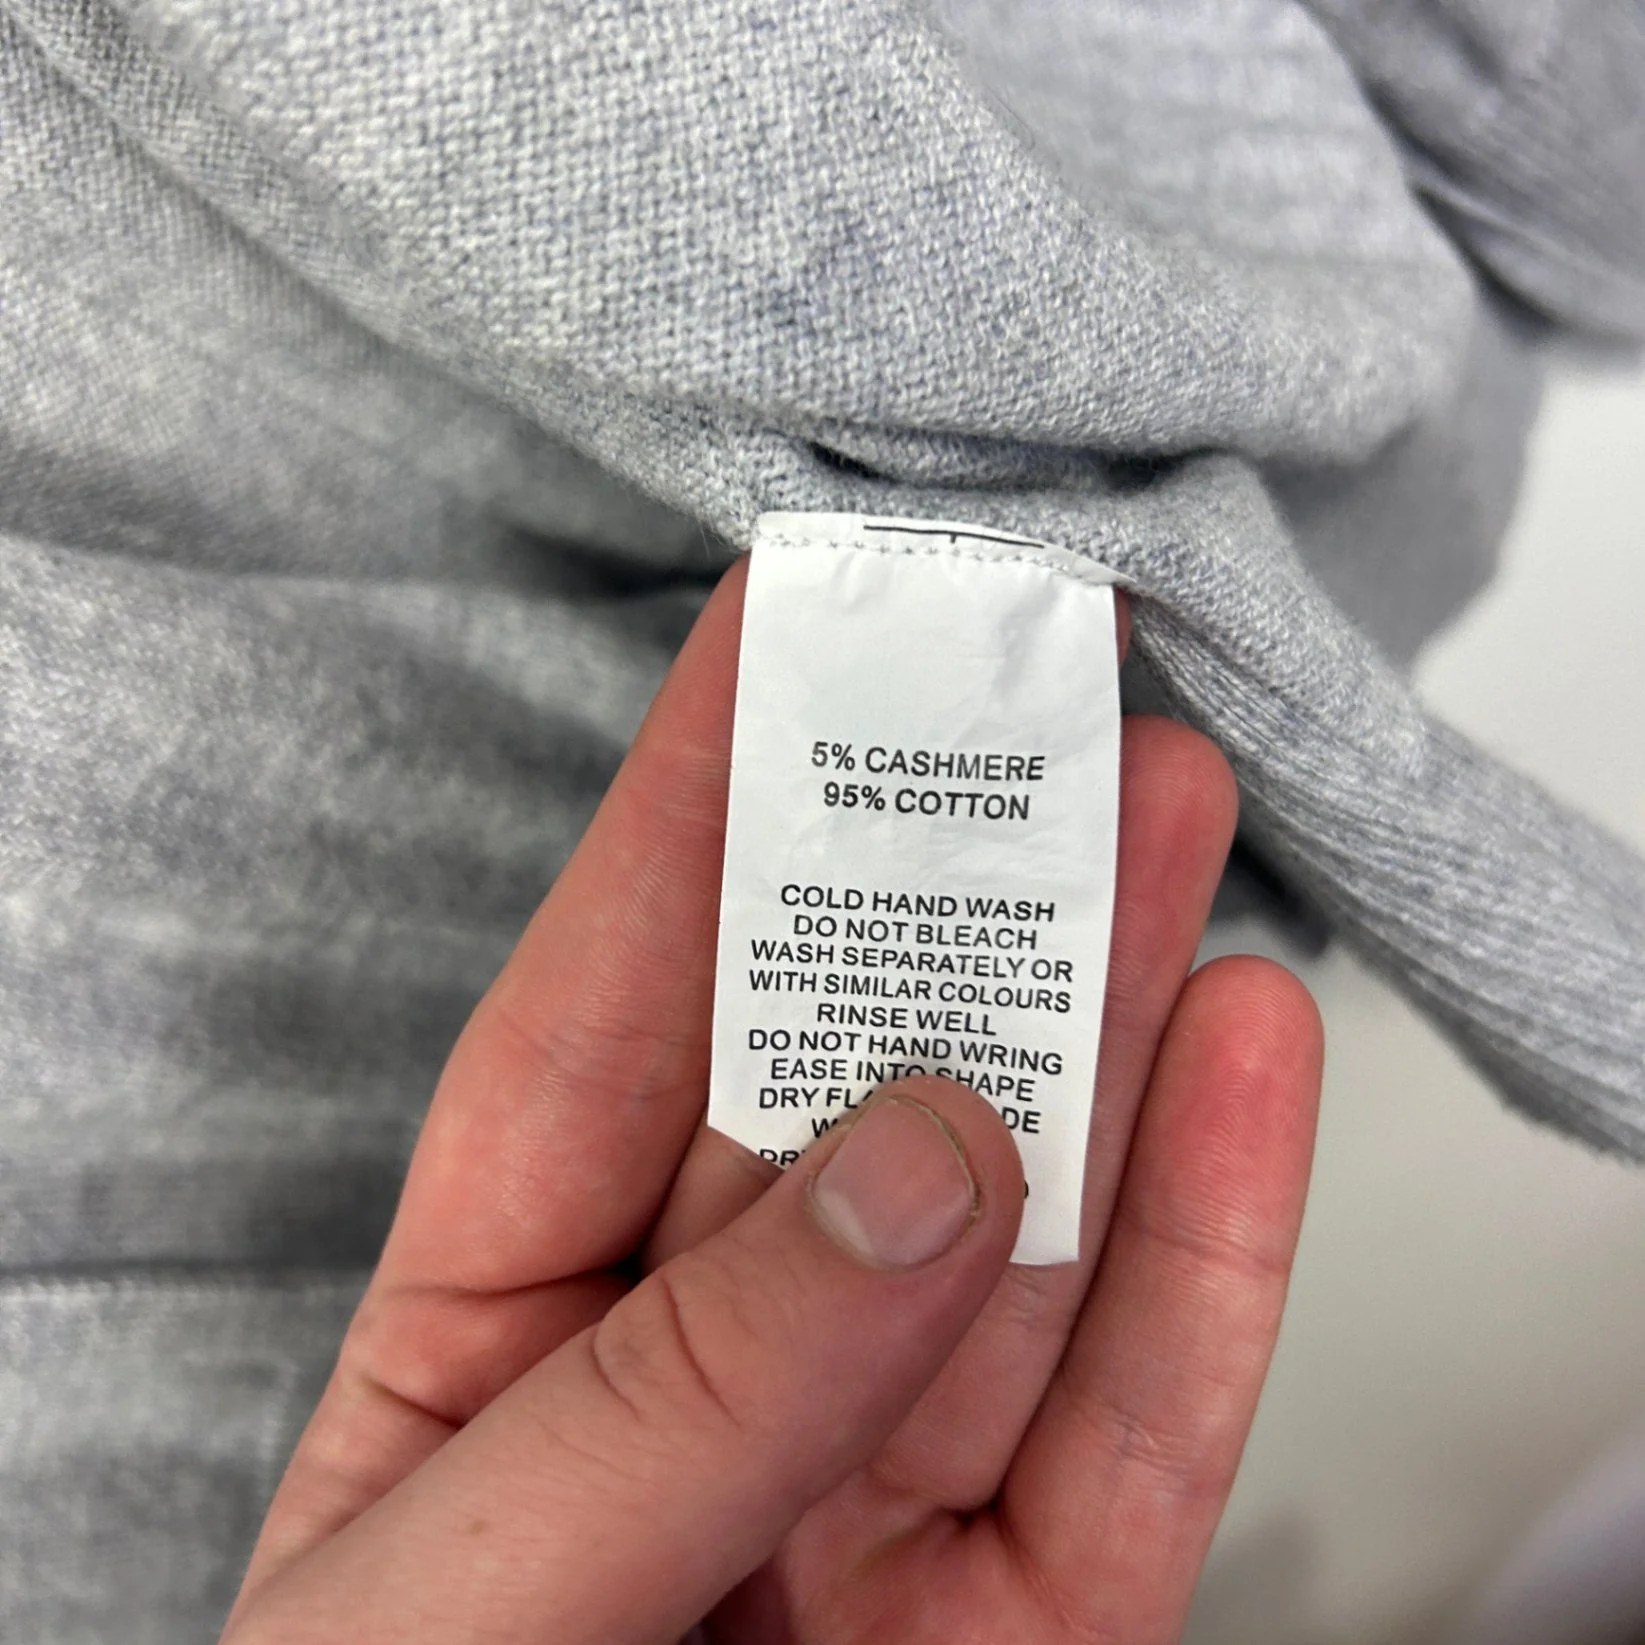 5% CASHMERE
95% COTTON
COLD HAND WASH
DO NOT BLEACH
WASH SEPARATELY OR
WITH SIMILAR COLOURS
RINSE WELL
DO NOT HAND WRING
EASE INTO SHAPE
DRY